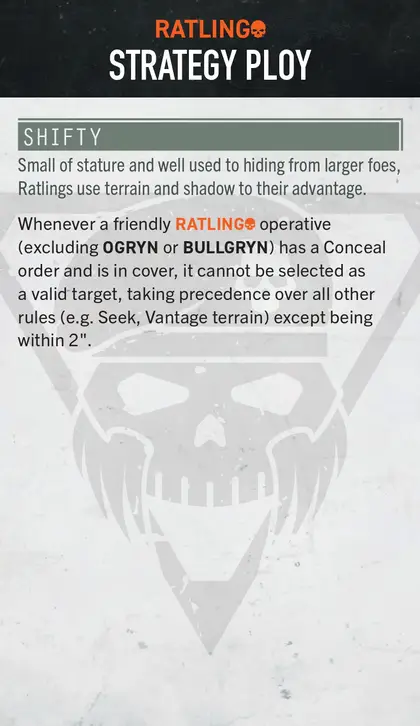 RATLING
STRATEGY PLOY
SHIFTY
Small of stature and well used to hiding from larger foes,
Ratlings use terrain and shadow to their advantage.
Whenever a friendly RATLING operative
(excluding OGRYN or BULLGRYN) has a Conceal
order and is in cover, it cannot be selected as
a valid target, taking precedence over all other
rules (e.g. Seek, Vantage terrain) except being
within 2".